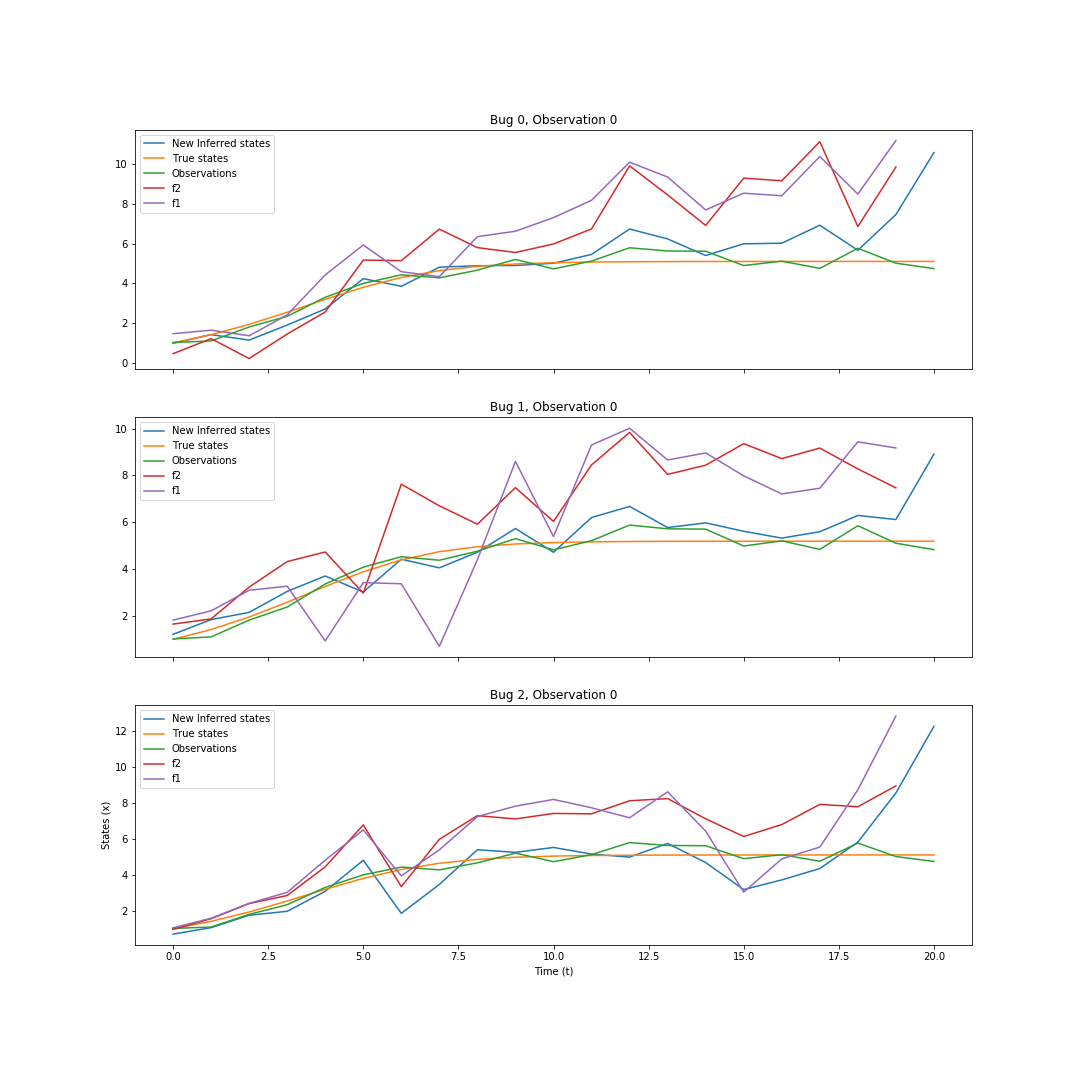 Bug 0, Observation 0
New Inferred states
True states
Observations
f2
f1
10
8
6
4
2
0
Bug 1, Observation 0
New Inferred states
True states
Observations
f2
f1
10
8
6
4
2
Bug 2, Observation 0
New Inferred states
True states
Observations
f2
f1
12
10
8
6
4
2
States (x)
0.0 2.5 5.0 7.5 10.0 12.5 15.0 17.5 20.0
Time (t)